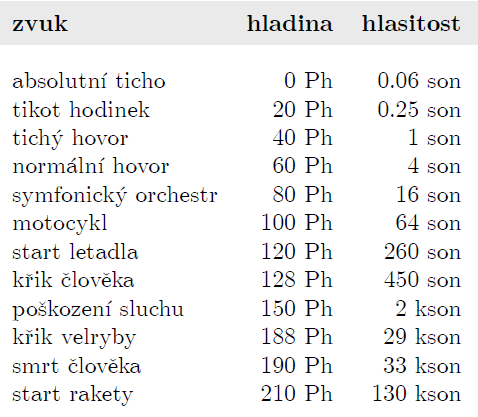 zvuk hladina hlasitost
absolutní ticho 0 Ph 0.06 son
tikot hodinek 20 Ph 0.25 son
tichý hovor 40 Ph 1 son
normální hovor 60 Ph 4 son
symfonický orchestr 80 Ph 16 son
motocykl 100 Ph 64 son
start letadla 120 Ph 260 son
křik člověka 128 Ph 450 son
poškození sluchu 150 Ph 2 kson
křik velryby 188 Ph 29 kson
smrt člověka 190 Ph 33 kson
start rakety 210 Ph 130 kson